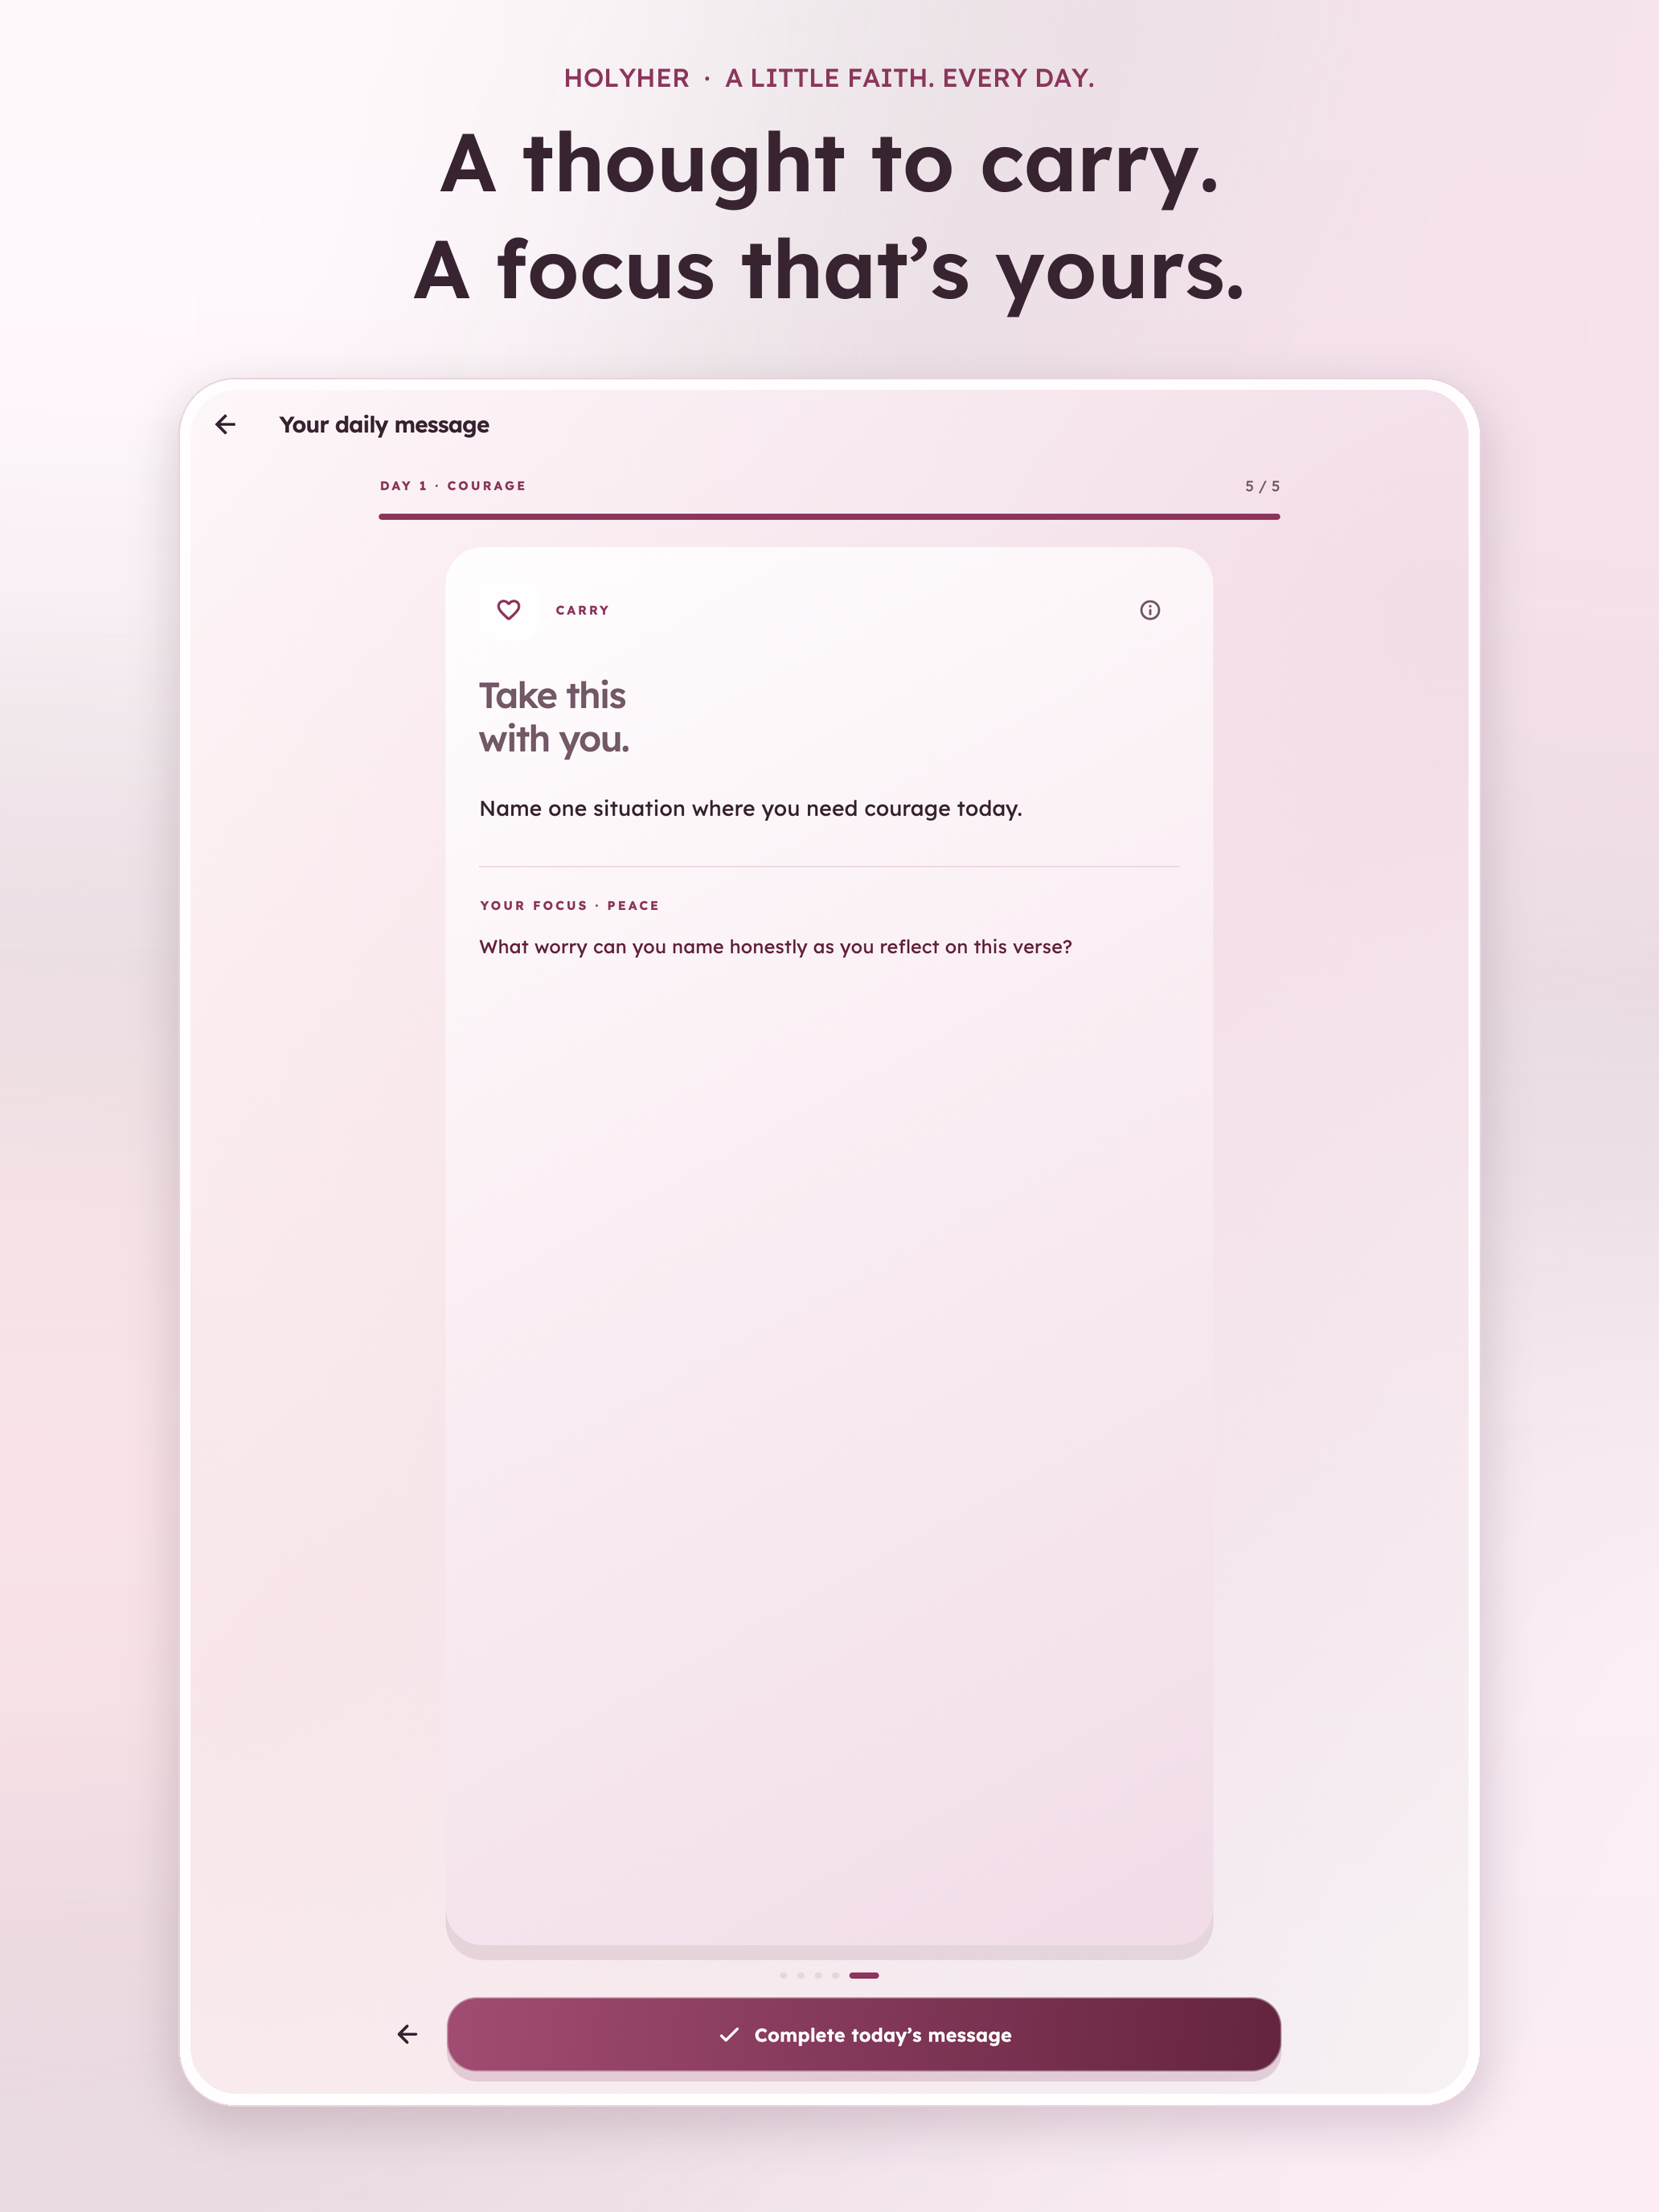 HOLYHER · A LITTLE FAITH. EVERY DAY.
A thought to carry.
A focus that’s yours.
Your daily message
DAY 1 · COURAGE
5 / 5
CARRY
Take this
with you.
Name one situation where you need courage today.
YOUR FOCUS · PEACE
What worry can you name honestly as you reflect on this verse?
Complete today’s message